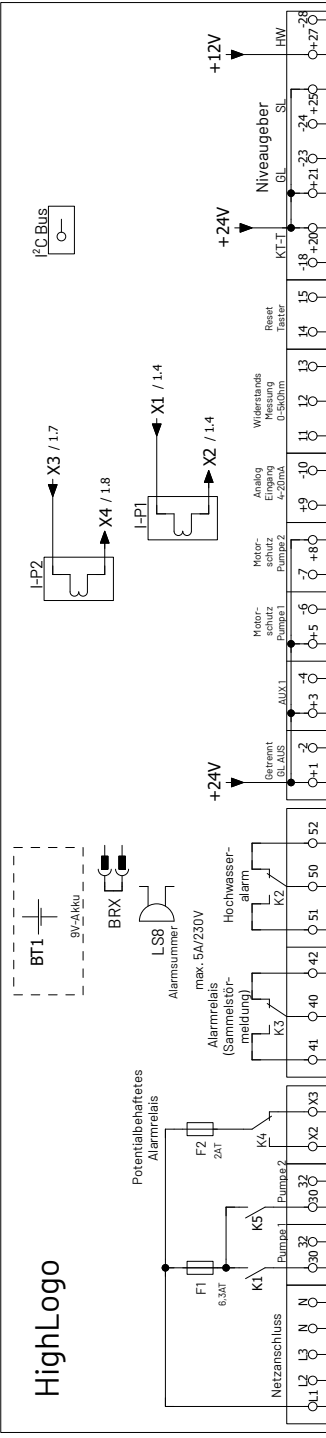 HighLogo
Netzanschluss
L1
L2
L3
N
N
Pumpe 1
30
32
Pumpe 2
30
32
K1
K5
F1
6,3AT
Potentialbehaftetes
Alarmrelais
F2
2AT
K4
X2
X3
Alarmrelais
(Sammelstör-
meldung)
K3
41
40
42
max. 5A/230V
Hochwasser-
alarm
K2
51
50
52
BT1
9V-Akku
BRX
LS8
Alarmsummer
+24V
Getrennt
GL AUS
+1
-2
AUX 1
+3
-4
Motor-
schutz
Pumpe 1
+5
-6
Motor-
schutz
Pumpe 2
-7
+8
Analog
Eingang
4-20mA
+9
-10
Widerstands
Messung
0-5kOhm
11
12
13
Reset
Taster
14
15
I-P2
X3 / 1.7
X4 / 1.8
I-P1
X1 / 1.4
X2 / 1.4
I²C Bus
+24V
Niveaugeber
KT-T
-18
+20
GL
+21
-23
SL
-24
+25
+12V
HW
+27
-28